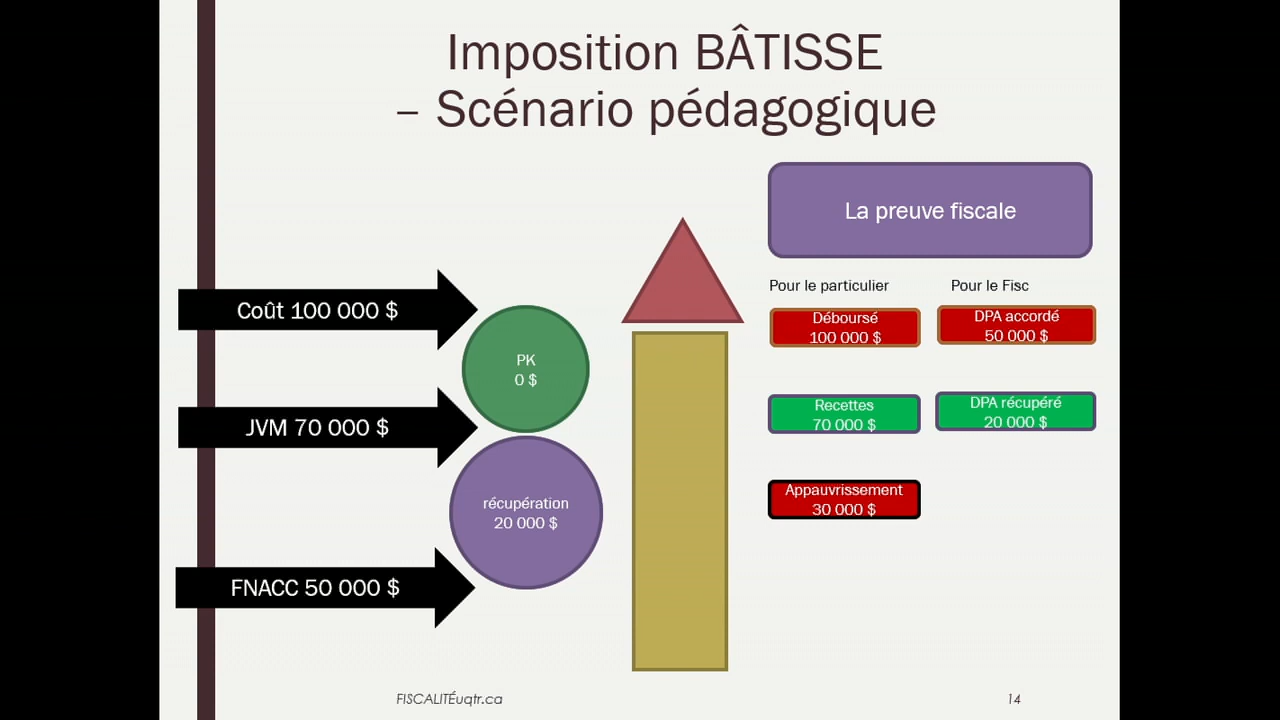 Imposition BÂTISSE
– Scénario pédagogique
La preuve fiscale
Pour le particulier
Pour le Fisc
Coût 100 000 $
Déboursé
100 000 $
DPA accordé
50 000 $
PK
0 $
JVM 70 000 $
Recettes
70 000 $
DPA récupéré
20 000 $
récupération
20 000 $
Appauvrissement
30 000 $
FNACC 50 000 $
FISCALITÉuqtr.ca
14